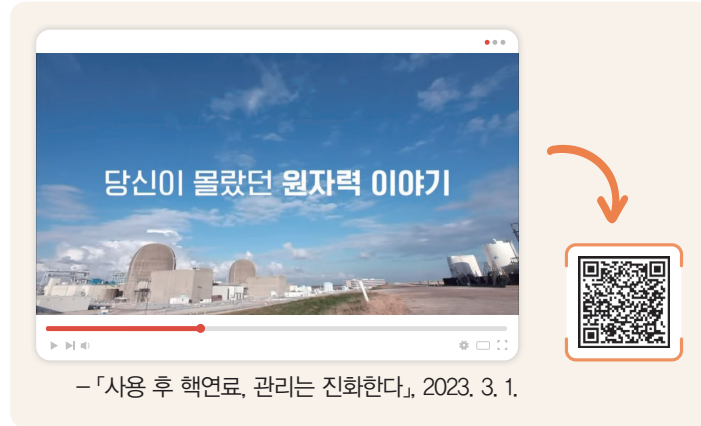 당신이 몰랐던 원자력 이야기
– 「사용 후 핵연료, 관리는 진화한다」, 2023. 3. 1.